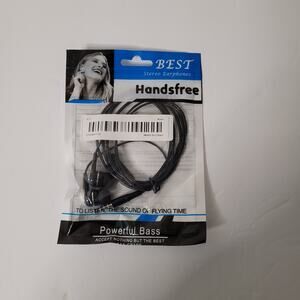 BEST
Stereo Earphones
Handsfree
TO LISTEN THE SOUND OF FLYING TIME
Powerful Bass
ACCEPT NOTHING BUT THE BEST